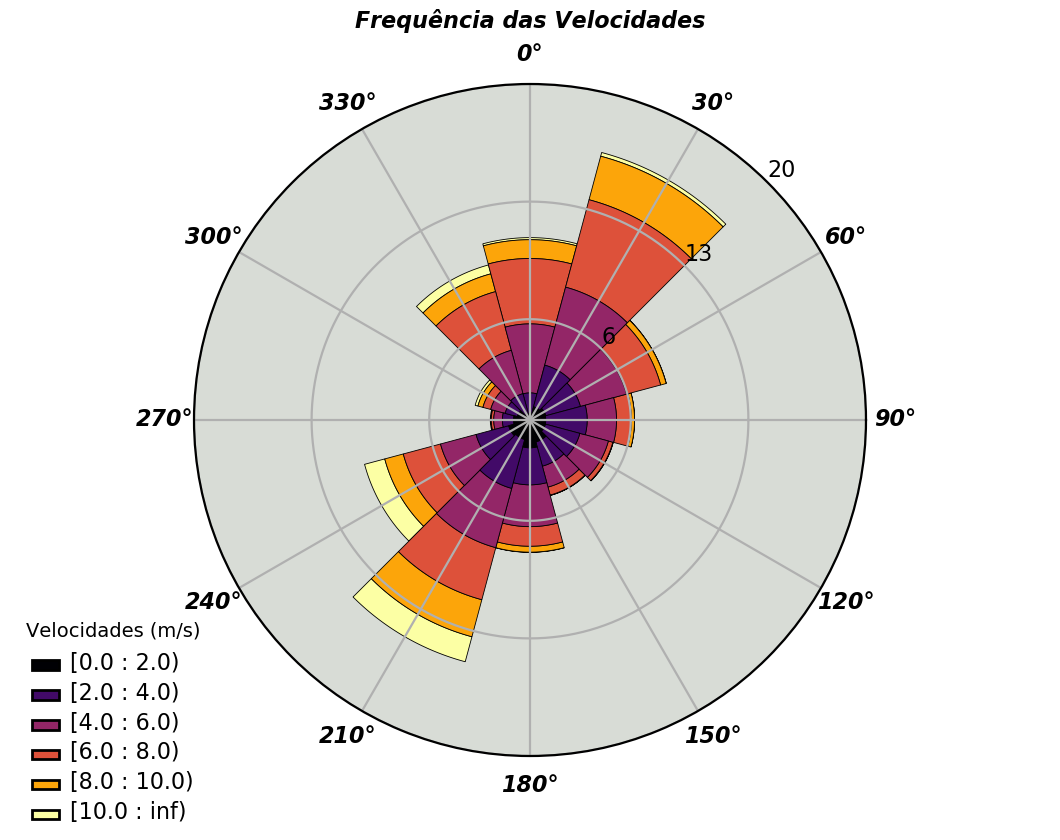 Frequência das Velocidades
0°
330°
30°
20
300°
60°
13
6
270°
90°
240°
120°
210°
150°
180°
Velocidades (m/s)
[0.0 : 2.0)
[2.0 : 4.0)
[4.0 : 6.0)
[6.0 : 8.0)
[8.0 : 10.0)
[10.0 : inf)